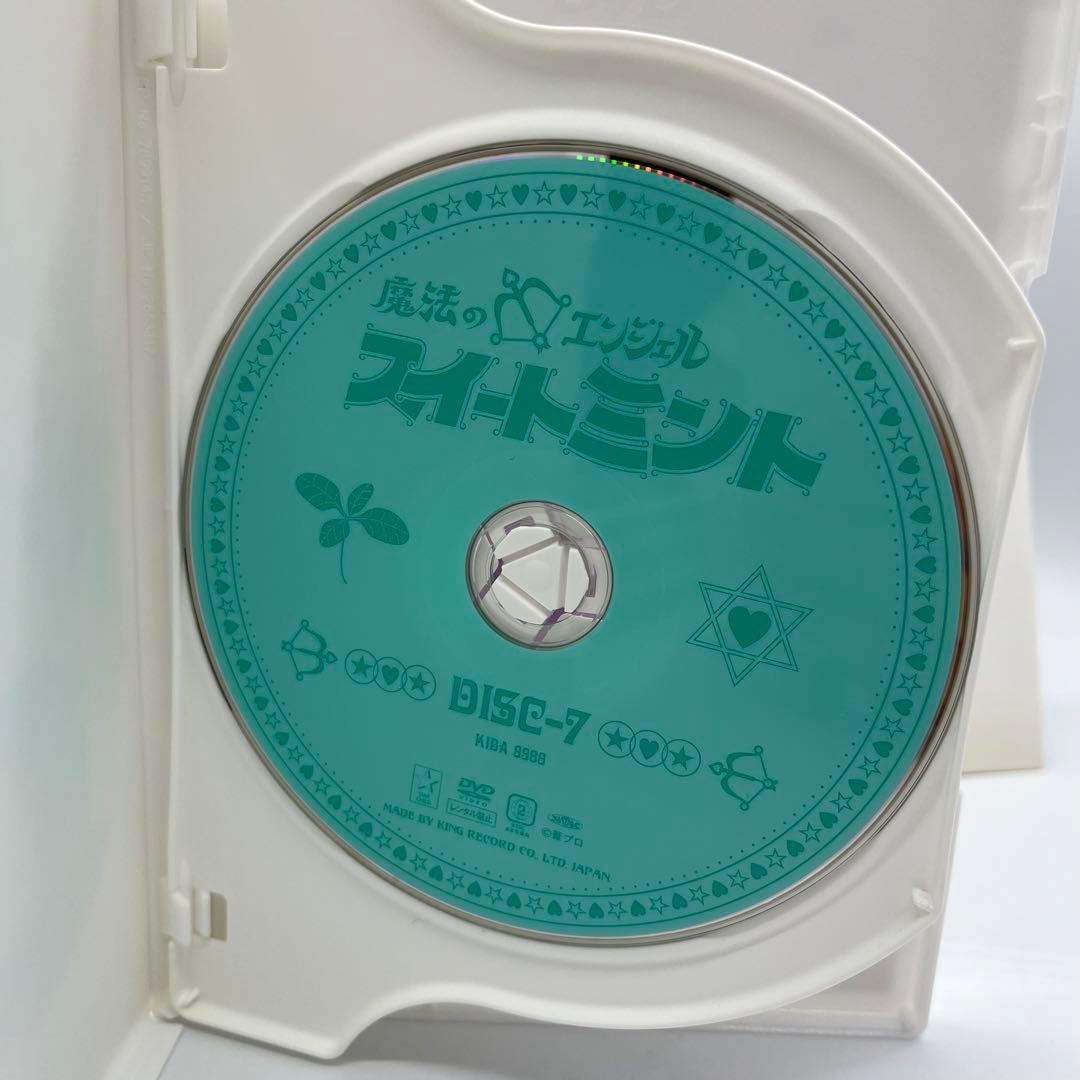 魔法の エンジェル
スイートミント
DISC-7
KIBA 9968
DVD
VIDEO
レンタル禁止
2
©葦プロ
MADE BY KING RECORD CO., LTD. JAPAN